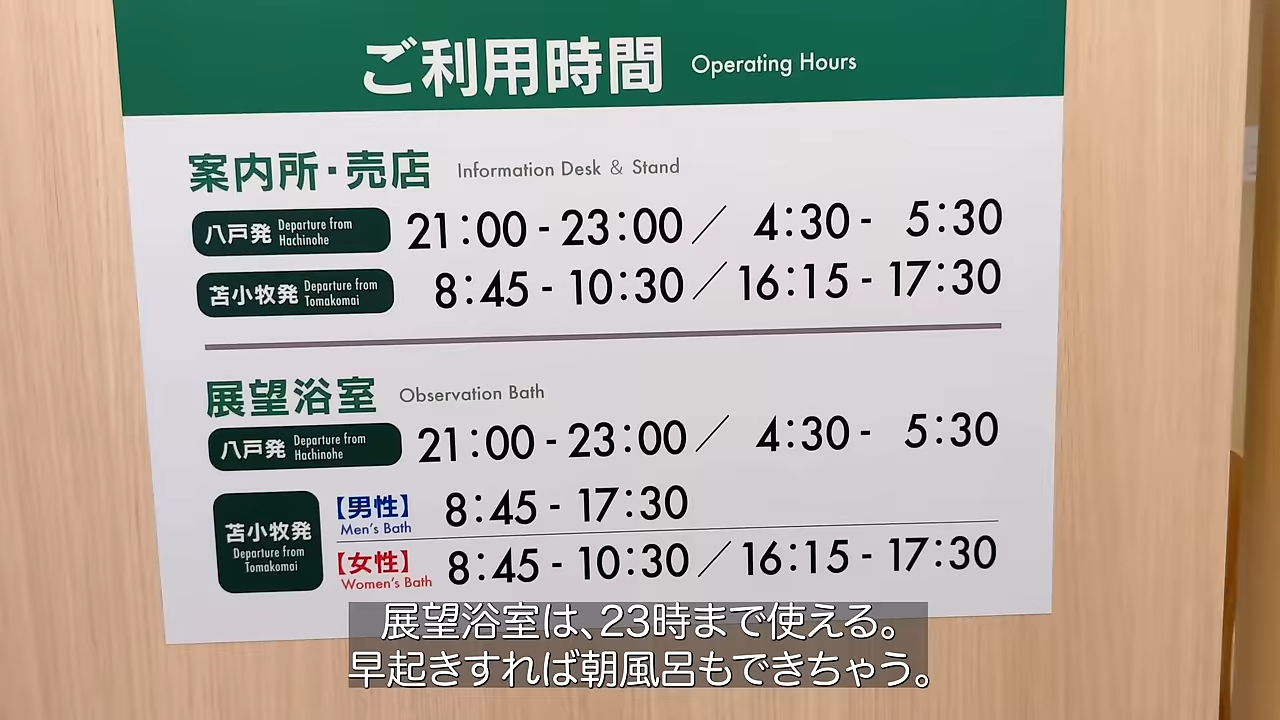 ご利用時間 Operating Hours
案内所・売店 Information Desk & Stand
八戸発 Departure from Hachinohe 21:00 - 23:00 / 4:30 - 5:30
苫小牧発 Departure from Tomakomai 8:45 - 10:30 / 16:15 - 17:30
展望浴室 Observation Bath
八戸発 Departure from Hachinohe 21:00 - 23:00 / 4:30 - 5:30
苫小牧発 Departure from Tomakomai
【男性】 Men's Bath 8:45 - 17:30
【女性】 Women's Bath 8:45 - 10:30 / 16:15 - 17:30
展望浴室は、23時まで使える。
早起きすれば朝風呂もできちゃう。